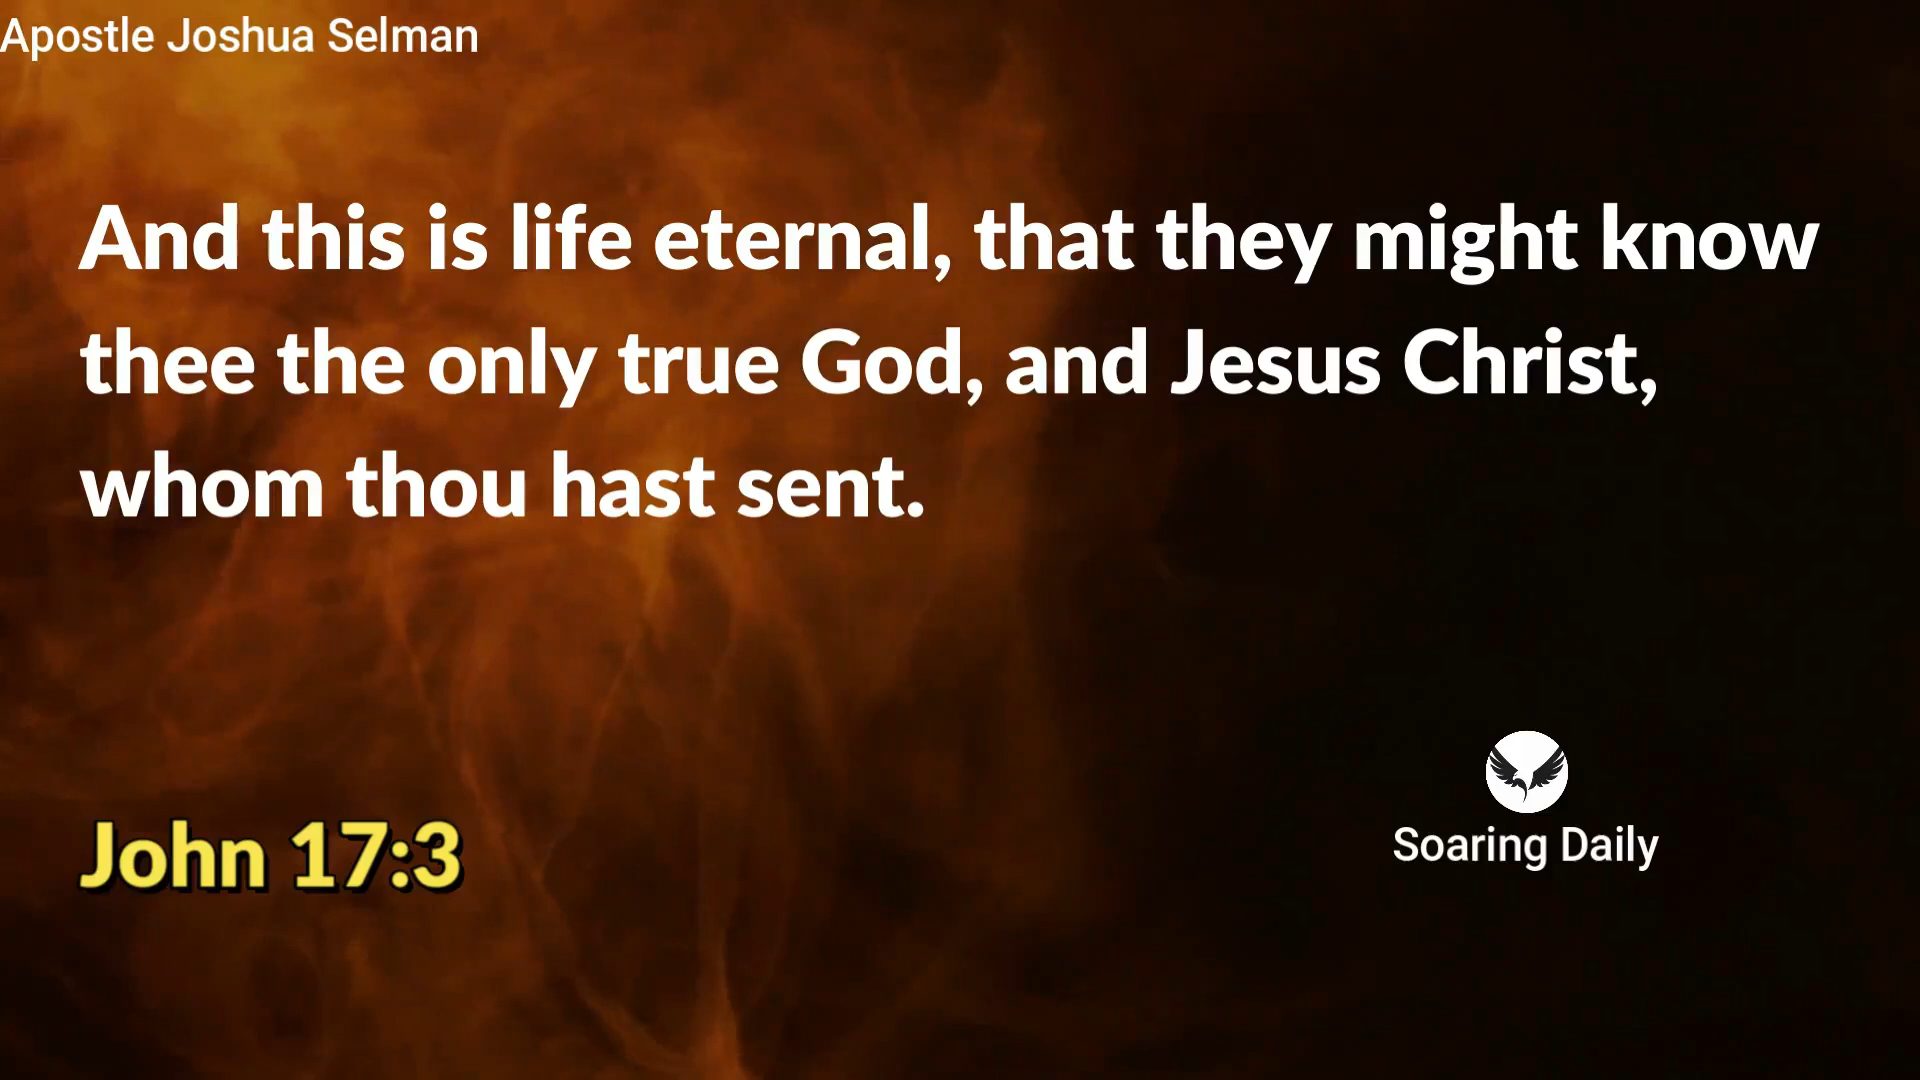 Apostle Joshua Selman
And this is life eternal, that they might know
thee the only true God, and Jesus Christ,
whom thou hast sent.
John 17:3
Soaring Daily